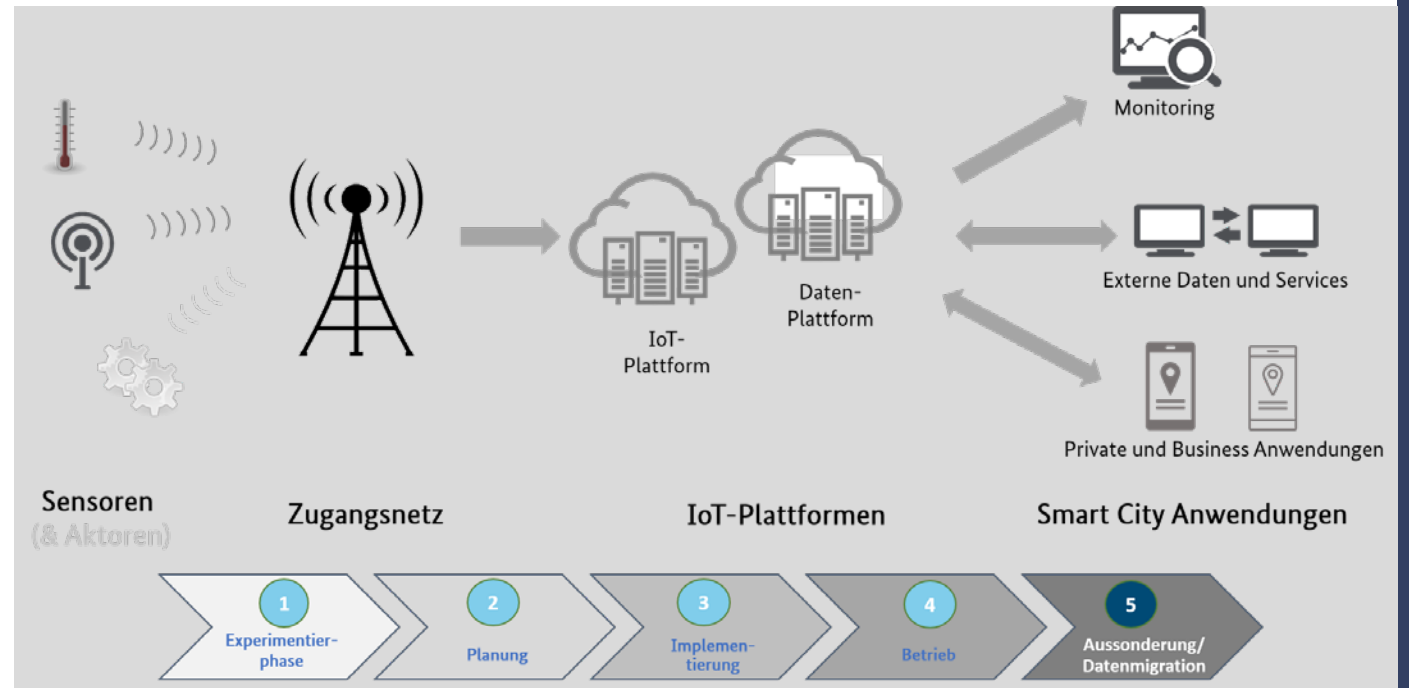 Monitoring
Externe Daten und Services
Daten-
Plattform
IoT-
Plattform
Private und Business Anwendungen
Sensoren
(& Aktoren)
Zugangsnetz
IoT-Plattformen
Smart City Anwendungen
1
Experimentier-
phase
2
Planung
3
Implemen-
tierung
4
Betrieb
5
Aussonderung/
Datenmigration